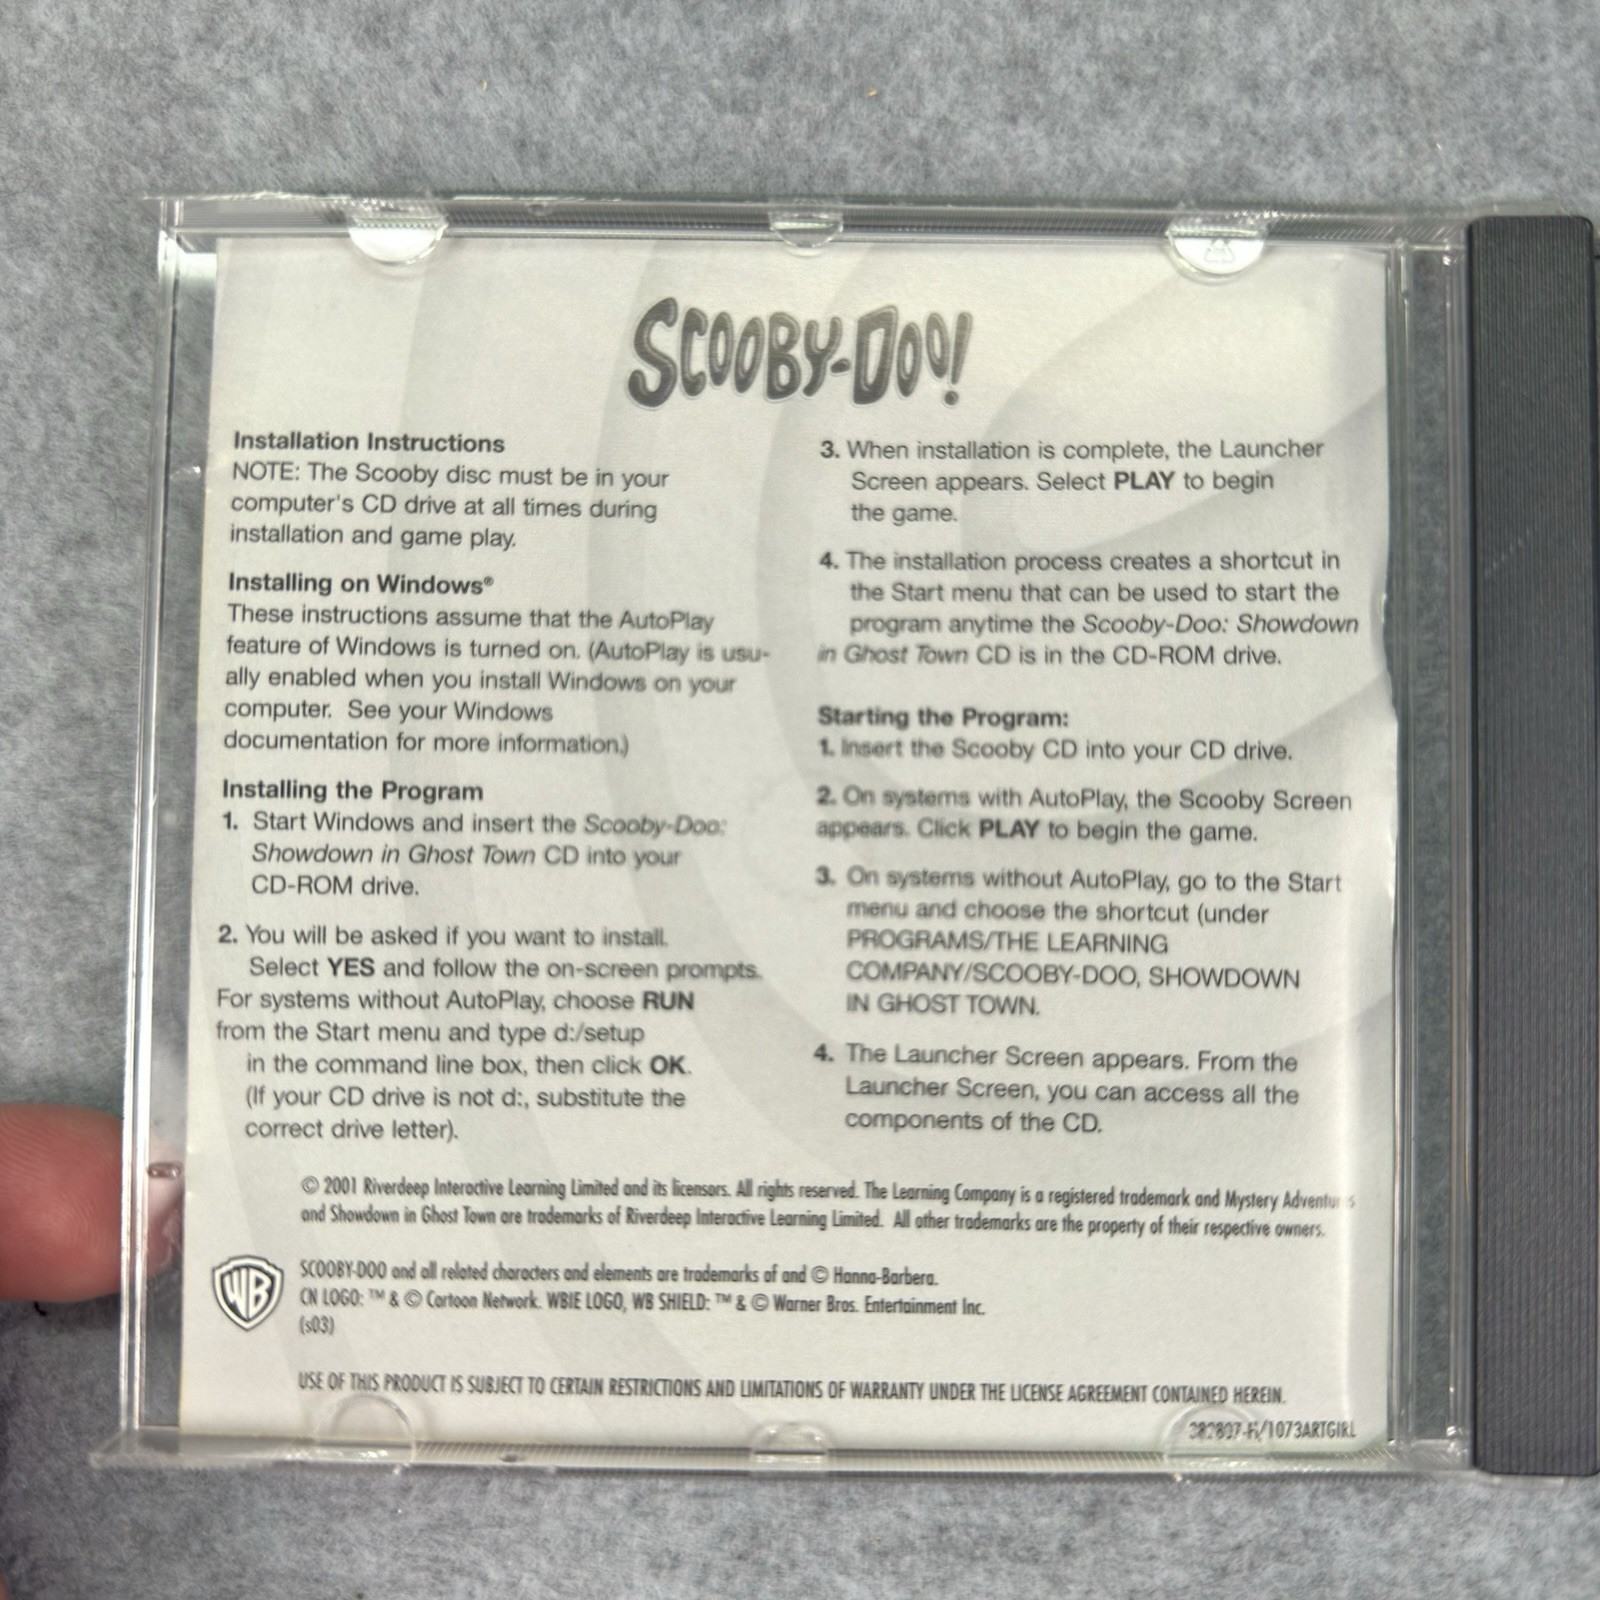 SCOOBY-DOO!
Installation Instructions
NOTE: The Scooby disc must be in your
computer's CD drive at all times during
installation and game play.
Installing on Windows®
These instructions assume that the AutoPlay
feature of Windows is turned on. (AutoPlay is usu-
ally enabled when you install Windows on your
computer. See your Windows
documentation for more information.)
Installing the Program
1. Start Windows and insert the Scooby-Doo:
Showdown in Ghost Town CD into your
CD-ROM drive.
2. You will be asked if you want to install.
Select YES and follow the on-screen prompts.
For systems without AutoPlay, choose RUN
from the Start menu and type d:/setup
in the command line box, then click OK.
(If your CD drive is not d:, substitute the
correct drive letter).
3. When installation is complete, the Launcher
Screen appears. Select PLAY to begin
the game.
4. The installation process creates a shortcut in
the Start menu that can be used to start the
program anytime the Scooby-Doo: Showdown
in Ghost Town CD is in the CD-ROM drive.
Starting the Program:
1. Insert the Scooby CD into your CD drive.
2. On systems with AutoPlay, the Scooby Screen
appears. Click PLAY to begin the game.
3. On systems without AutoPlay, go to the Start
menu and choose the shortcut (under
PROGRAMS/THE LEARNING
COMPANY/SCOOBY-DOO, SHOWDOWN
IN GHOST TOWN.
4. The Launcher Screen appears. From the
Launcher Screen, you can access all the
components of the CD.
© 2001 Riverdeep Interactive Learning Limited and its licensors. All rights reserved. The Learning Company is a registered trademark and Mystery Adventures
and Showdown in Ghost Town are trademarks of Riverdeep Interactive Learning Limited. All other trademarks are the property of their respective owners.
WB
SCOOBY-DOO and all related characters and elements are trademarks of and © Hanna-Barbera.
CN LOGO: ™ & © Cartoon Network. WBIE LOGO, WB SHIELD: ™ & © Warner Bros. Entertainment Inc.
(s03)
USE OF THIS PRODUCT IS SUBJECT TO CERTAIN RESTRICTIONS AND LIMITATIONS OF WARRANTY UNDER THE LICENSE AGREEMENT CONTAINED HEREIN.